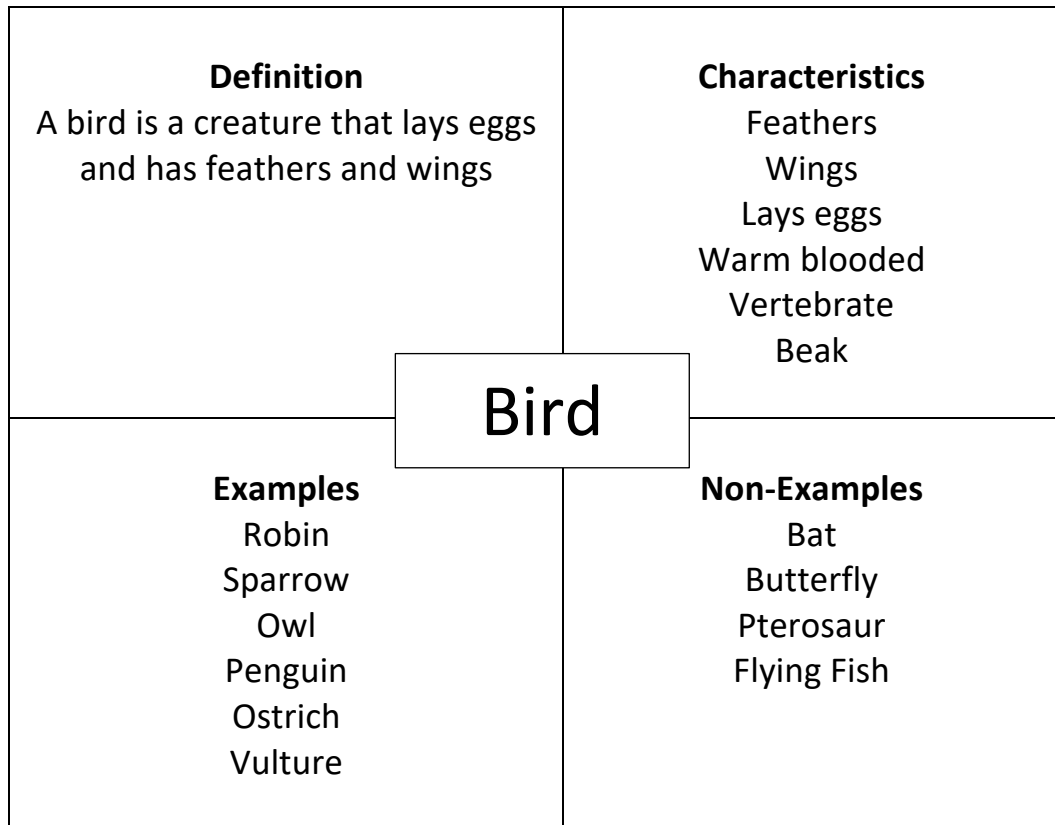 Definition
A bird is a creature that lays eggs
and has feathers and wings
Characteristics
Feathers
Wings
Lays eggs
Warm blooded
Vertebrate
Beak
Bird
Examples
Robin
Sparrow
Owl
Penguin
Ostrich
Vulture
Non-Examples
Bat
Butterfly
Pterosaur
Flying Fish